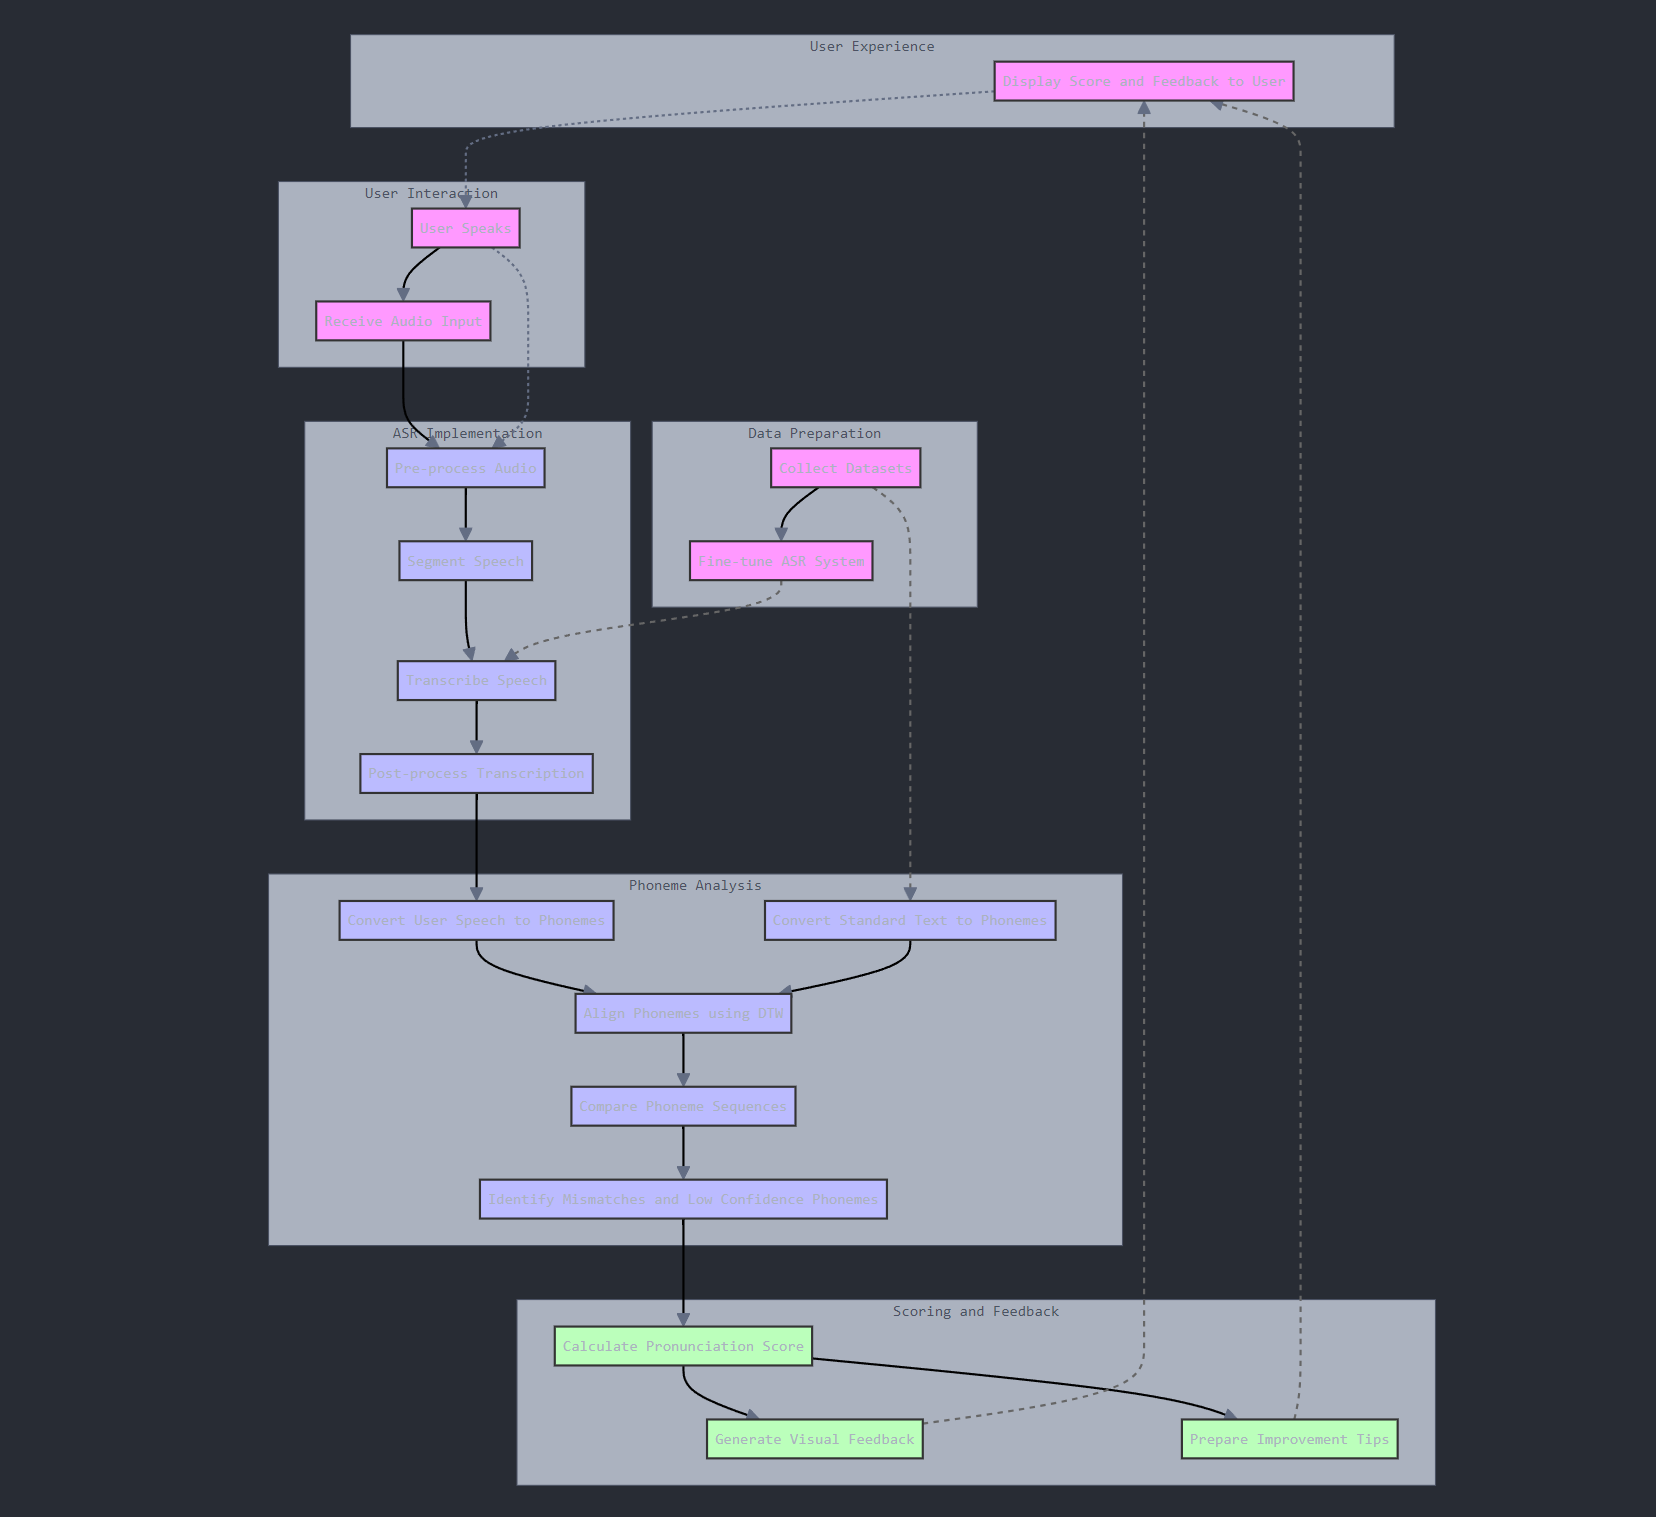 User Experience
Display Score and Feedback to User
User Interaction
User Speaks
Receive Audio Input
ASR Implementation
Pre-process Audio
Segment Speech
Transcribe Speech
Post-process Transcription
Data Preparation
Collect Datasets
Fine-tune ASR System
Phoneme Analysis
Convert User Speech to Phonemes
Convert Standard Text to Phonemes
Align Phonemes using DTW
Compare Phoneme Sequences
Identify Mismatches and Low Confidence Phonemes
Scoring and Feedback
Calculate Pronunciation Score
Generate Visual Feedback
Prepare Improvement Tips